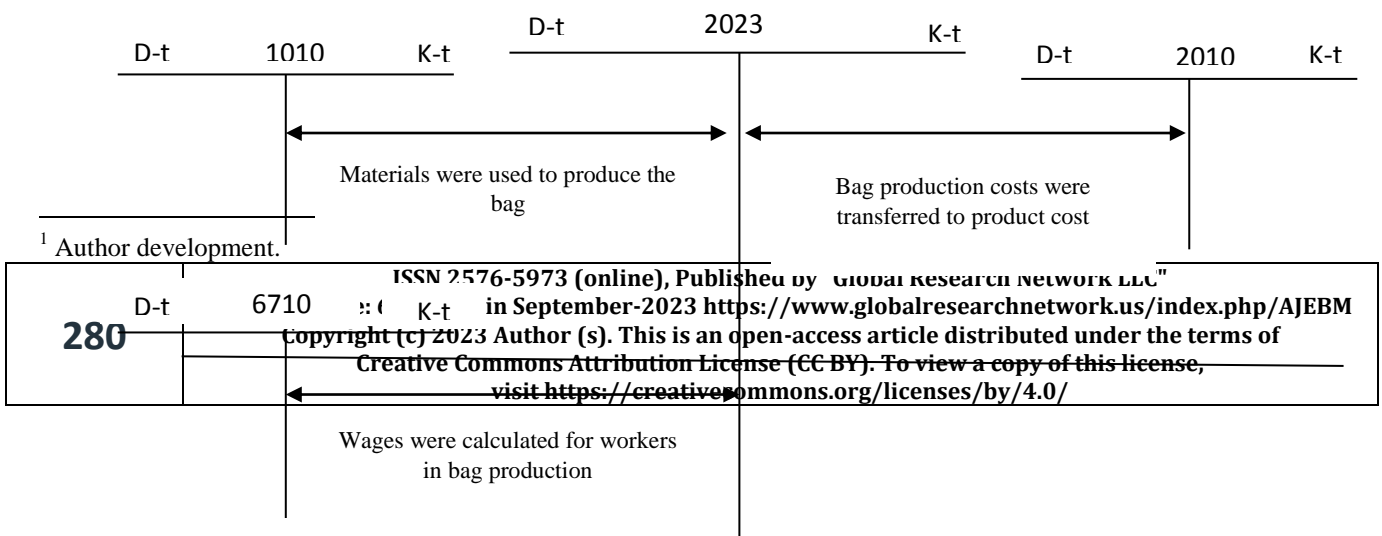 D-t 1010 K-t
D-t 2023 K-t
D-t 2010 K-t
Materials were used to produce the
bag
Bag production costs were
transferred to product cost
1 Author development.
280
ISSN 2576-5973 (online), Published by "Global Research Network LLC"
in September-2023 https://www.globalresearchnetwork.us/index.php/AJEBM
Copyright (c) 2023 Author (s). This is an open-access article distributed under the terms of
Creative Commons Attribution License (CC BY). To view a copy of this license,
visit https://creativecommons.org/licenses/by/4.0/
D-t 6710 K-t
Wages were calculated for workers
in bag production